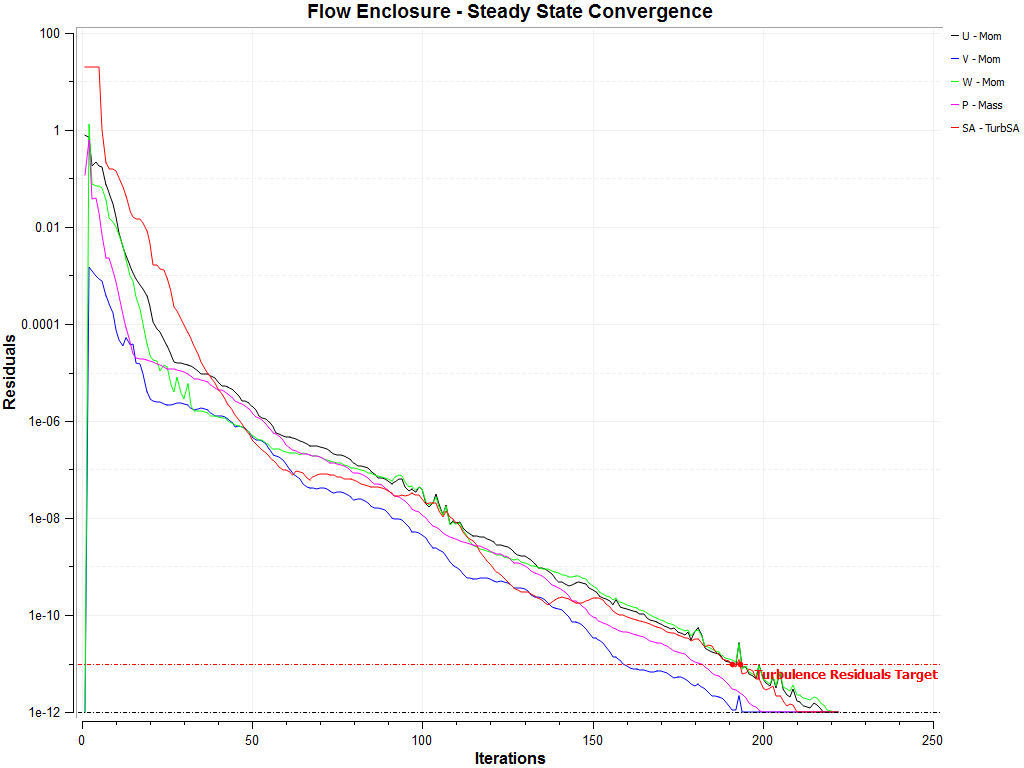 Flow Enclosure - Steady State Convergence
100
1
0.01
0.0001
1e-06
1e-08
1e-10
1e-12
Residuals
0
50
100
150
200
250
Iterations
U - Mom
V - Mom
W - Mom
P - Mass
SA - TurbSA
Turbulence Residuals Target